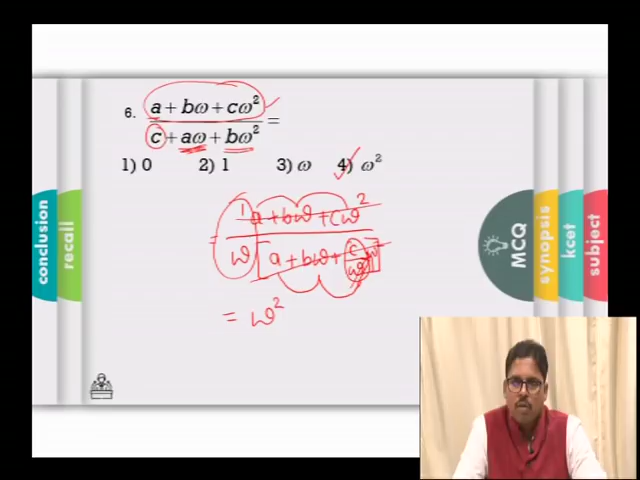 6. a + bω + cω²
c + aω + bω² =
1) 0 2) 1 3) ω 4) ω²
= 1 a + bω + cω²
ω [a + bω + c
= ω²
conclusion
recall
MCQ
synopsis
kcet
subject